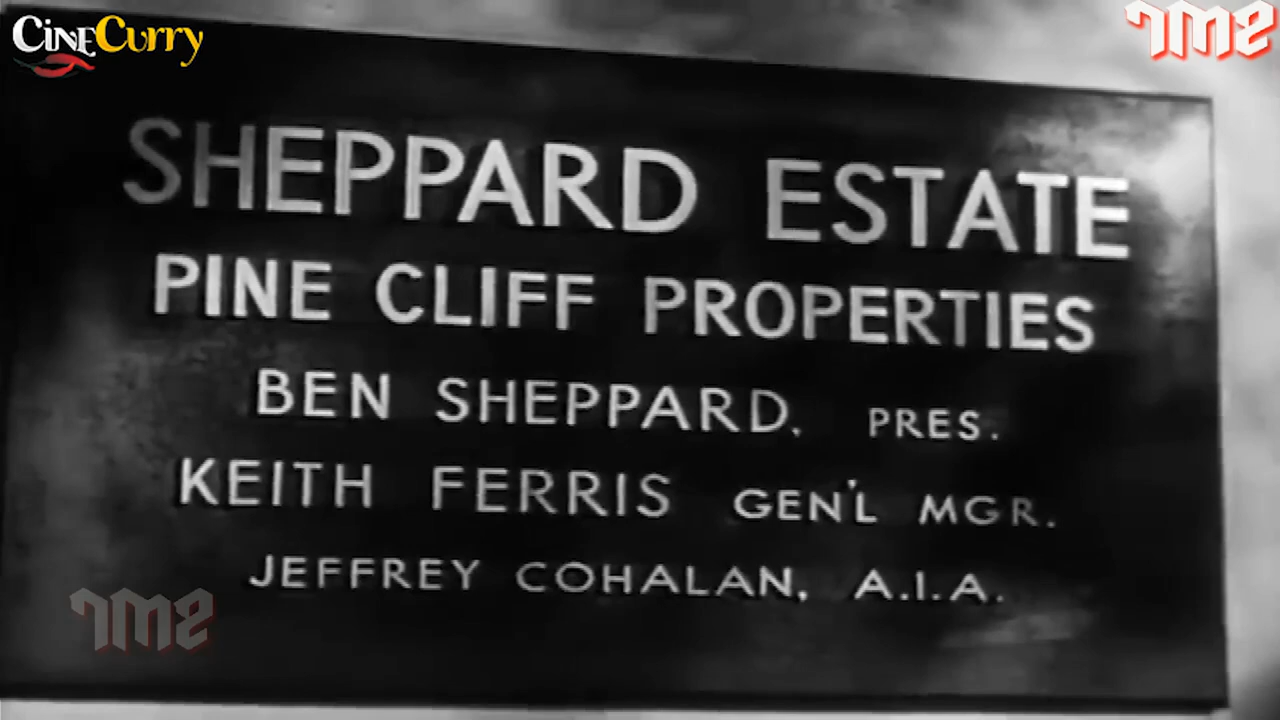 CineCurry
SHEPPARD ESTATE
PINE CLIFF PROPERTIES
BEN SHEPPARD, PRES.
KEITH FERRIS GEN'L MGR.
JEFFREY COHALAN, A.I.A.